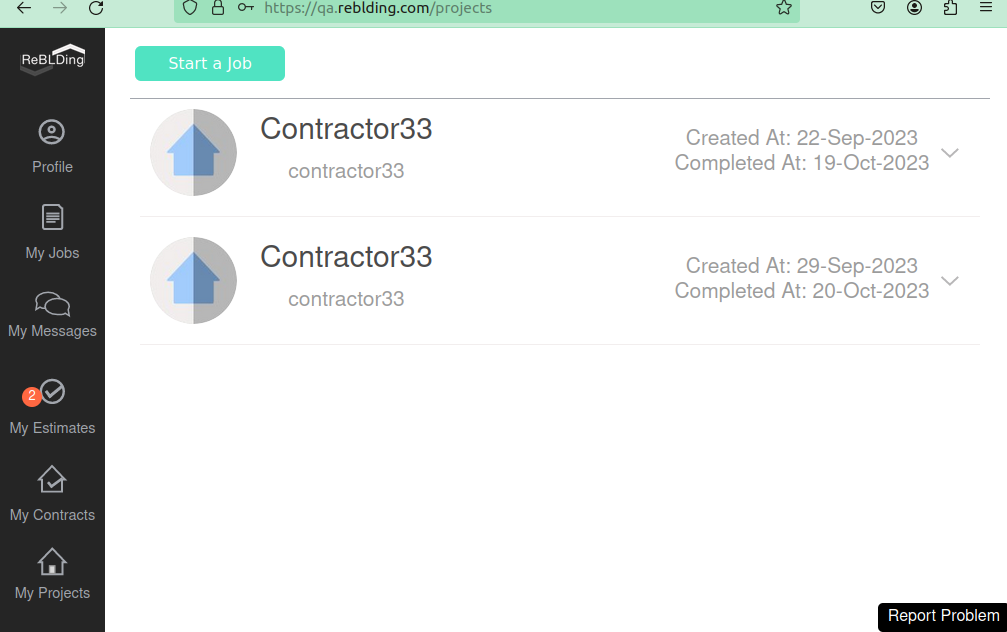 https://qa.reblding.com/projects
ReBLDing
Start a Job
Profile
My Jobs
My Messages
2
My Estimates
My Contracts
My Projects
Contractor33
contractor33
Created At: 22-Sep-2023
Completed At: 19-Oct-2023
Contractor33
contractor33
Created At: 29-Sep-2023
Completed At: 20-Oct-2023
Report Problem